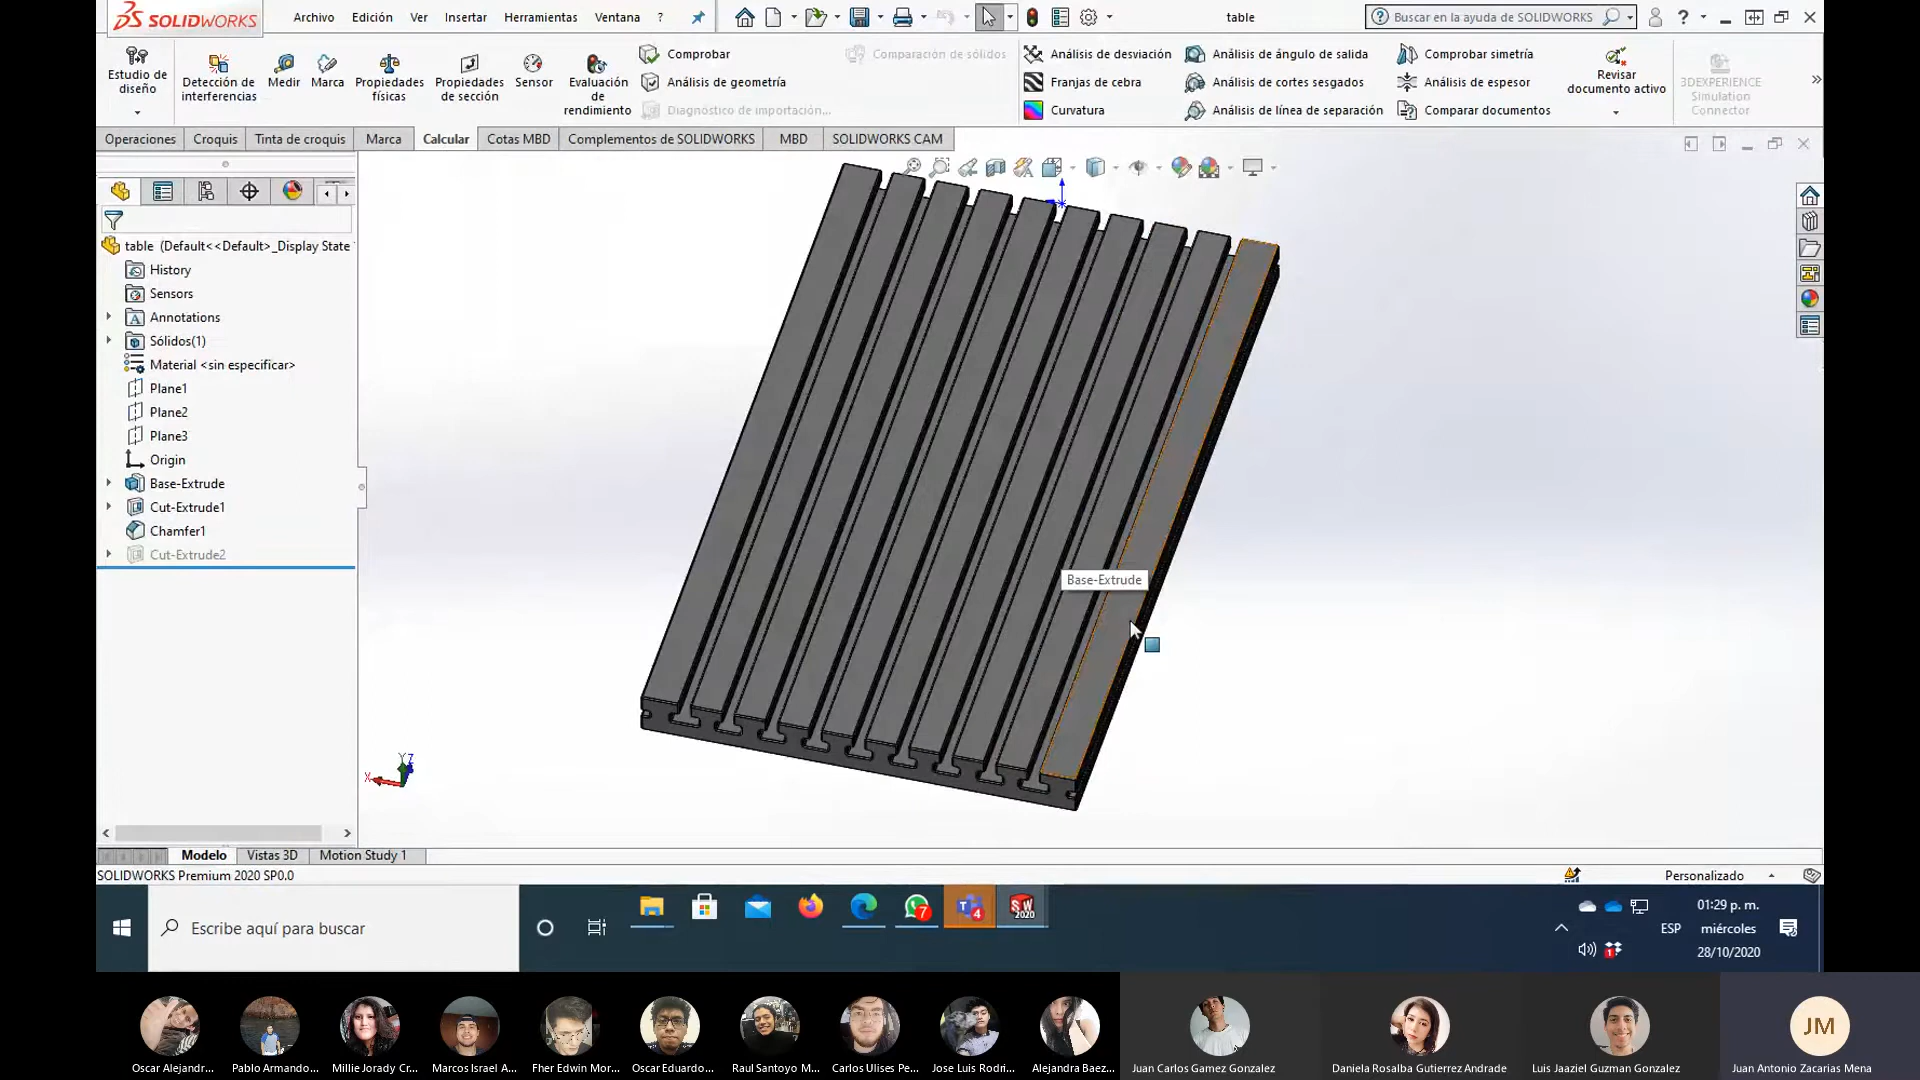 SOLIDWORKS
Archivo Edición Ver Insertar Herramientas Ventana ?
table
Buscar en la ayuda de SOLIDWORKS
Estudio de diseño
Detección de interferencias
Medir
Marca
Propiedades físicas
Propiedades de sección
Sensor
Evaluación de rendimiento
Comprobar
Análisis de geometría
Diagnóstico de importación...
Comparación de sólidos
Análisis de desviación
Franjas de cebra
Curvatura
Análisis de ángulo de salida
Análisis de cortes sesgados
Análisis de línea de separación
Comprobar simetría
Análisis de espesor
Comparar documentos
Revisar documento activo
3DEXPERIENCE Simulation Connector
Operaciones Croquis Tinta de croquis Marca Calcular Cotas MBD Complementos de SOLIDWORKS MBD SOLIDWORKS CAM
table (Default<<Default>_Display State
History
Sensors
Annotations
Sólidos(1)
Material <sin especificar>
Plane1
Plane2
Plane3
Origin
Base-Extrude
Cut-Extrude1
Chamfer1
Cut-Extrude2
Base-Extrude
X Y Z
Modelo Vistas 3D Motion Study 1
SOLIDWORKS Premium 2020 SP0.0
Personalizado
Escribe aquí para buscar
7
4
SW 2020
ESP
1
01:29 p. m.
miércoles
28/10/2020
JM
Oscar Alejandr...
Pablo Armando...
Millie Jorady Cr...
Marcos Israel A...
Fher Edwin Mor...
Oscar Eduardo...
Raul Santoyo M...
Carlos Ulises Pe...
Jose Luis Rodri...
Alejandra Baez...
Juan Carlos Gamez Gonzalez
Daniela Rosalba Gutierrez Andrade
Luis Jaaziel Guzman Gonzalez
Juan Antonio Zacarias Mena